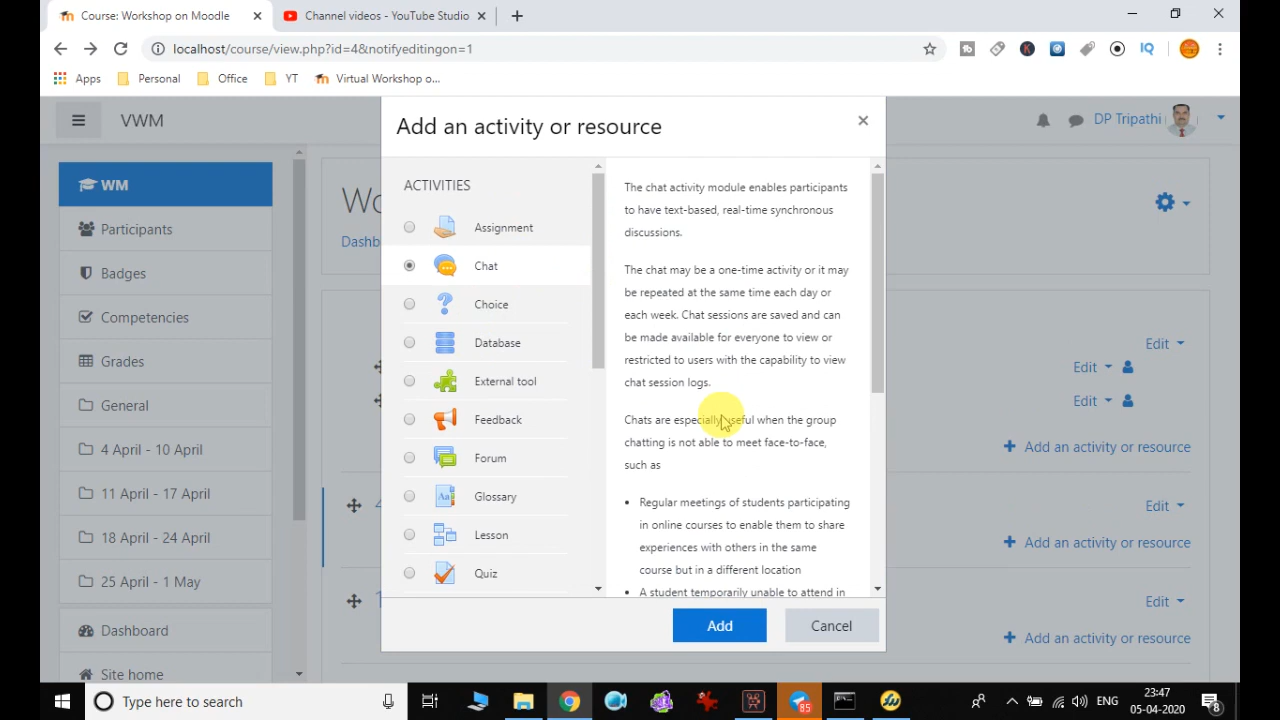 Course: Workshop on Moodle
Channel videos - YouTube Studio
localhost/course/view.php?id=4&notifyeditingon=1
IQ
Apps
Personal
Office
YT
Virtual Workshop o...
VWM
DP Tripathi
Add an activity or resource
WM
Participants
Badges
Competencies
Grades
General
4 April - 10 April
11 April - 17 April
18 April - 24 April
25 April - 1 May
Dashboard
Site home
Wo
Dashb
ACTIVITIES
Assignment
Chat
Choice
Database
External tool
Feedback
Forum
Glossary
Lesson
Quiz
The chat activity module enables participants
to have text-based, real-time synchronous
discussions.
The chat may be a one-time activity or it may
be repeated at the same time each day or
each week. Chat sessions are saved and can
be made available for everyone to view or
restricted to users with the capability to view
chat session logs.
Chats are especially useful when the group
chatting is not able to meet face-to-face,
such as
Regular meetings of students participating
in online courses to enable them to share
experiences with others in the same
course but in a different location
A student temporarily unable to attend in
Add
Cancel
Edit
Edit
Edit
Add an activity or resource
Edit
Add an activity or resource
Edit
Add an activity or resource
Type here to search
85
ENG
23:47
05-04-2020
8